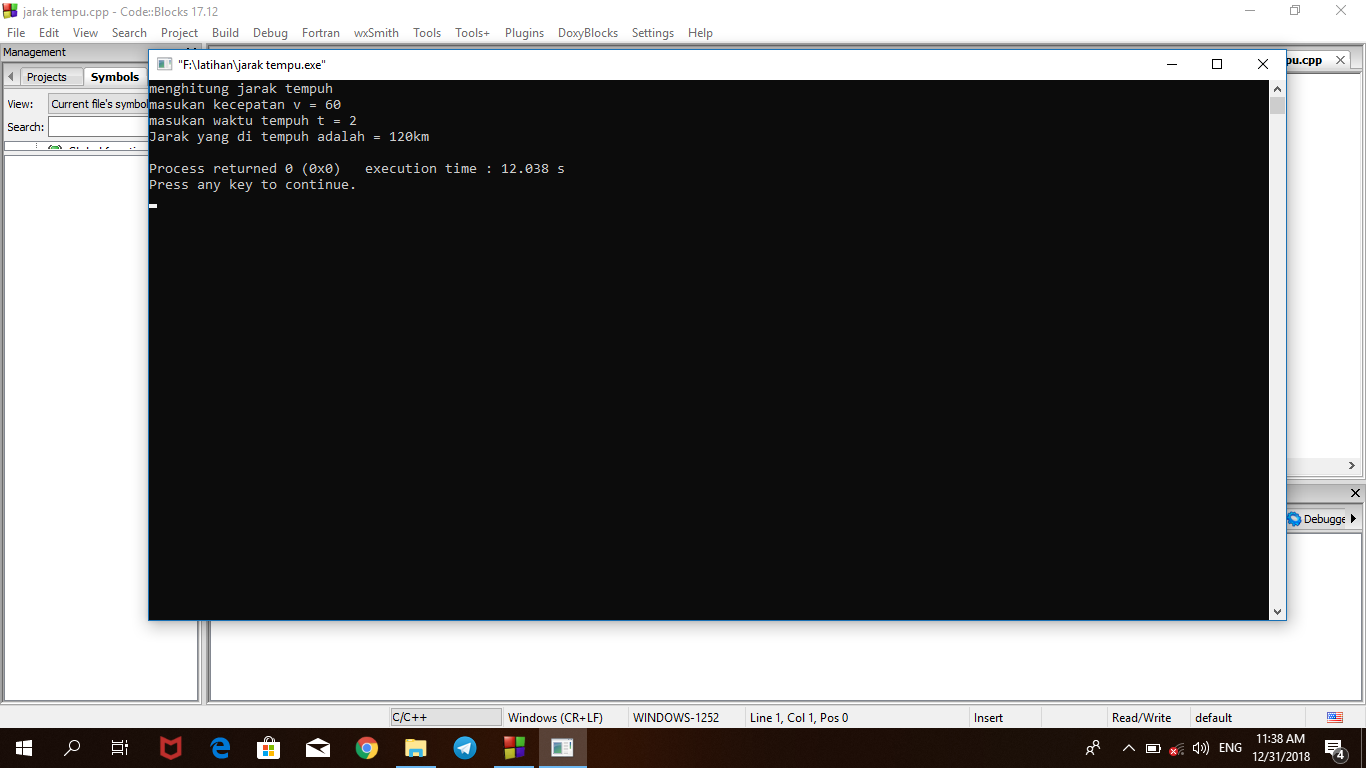 jarak tempu.cpp - Code::Blocks 17.12
File Edit View Search Project Build Debug Fortran wxSmith Tools Tools+ Plugins DoxyBlocks Settings Help
Management
Projects Symbols
View: Current file's symbol
Search:
"F:\latihan\jarak tempu.exe"
pu.cpp
menghitung jarak tempuh
masukan kecepatan v = 60
masukan waktu tempuh t = 2
Jarak yang di tempuh adalah = 120km
Process returned 0 (0x0) execution time : 12.038 s
Press any key to continue.
Debugge
C/C++ Windows (CR+LF) WINDOWS-1252 Line 1, Col 1, Pos 0 Insert Read/Write default
ENG
11:38 AM
12/31/2018
4